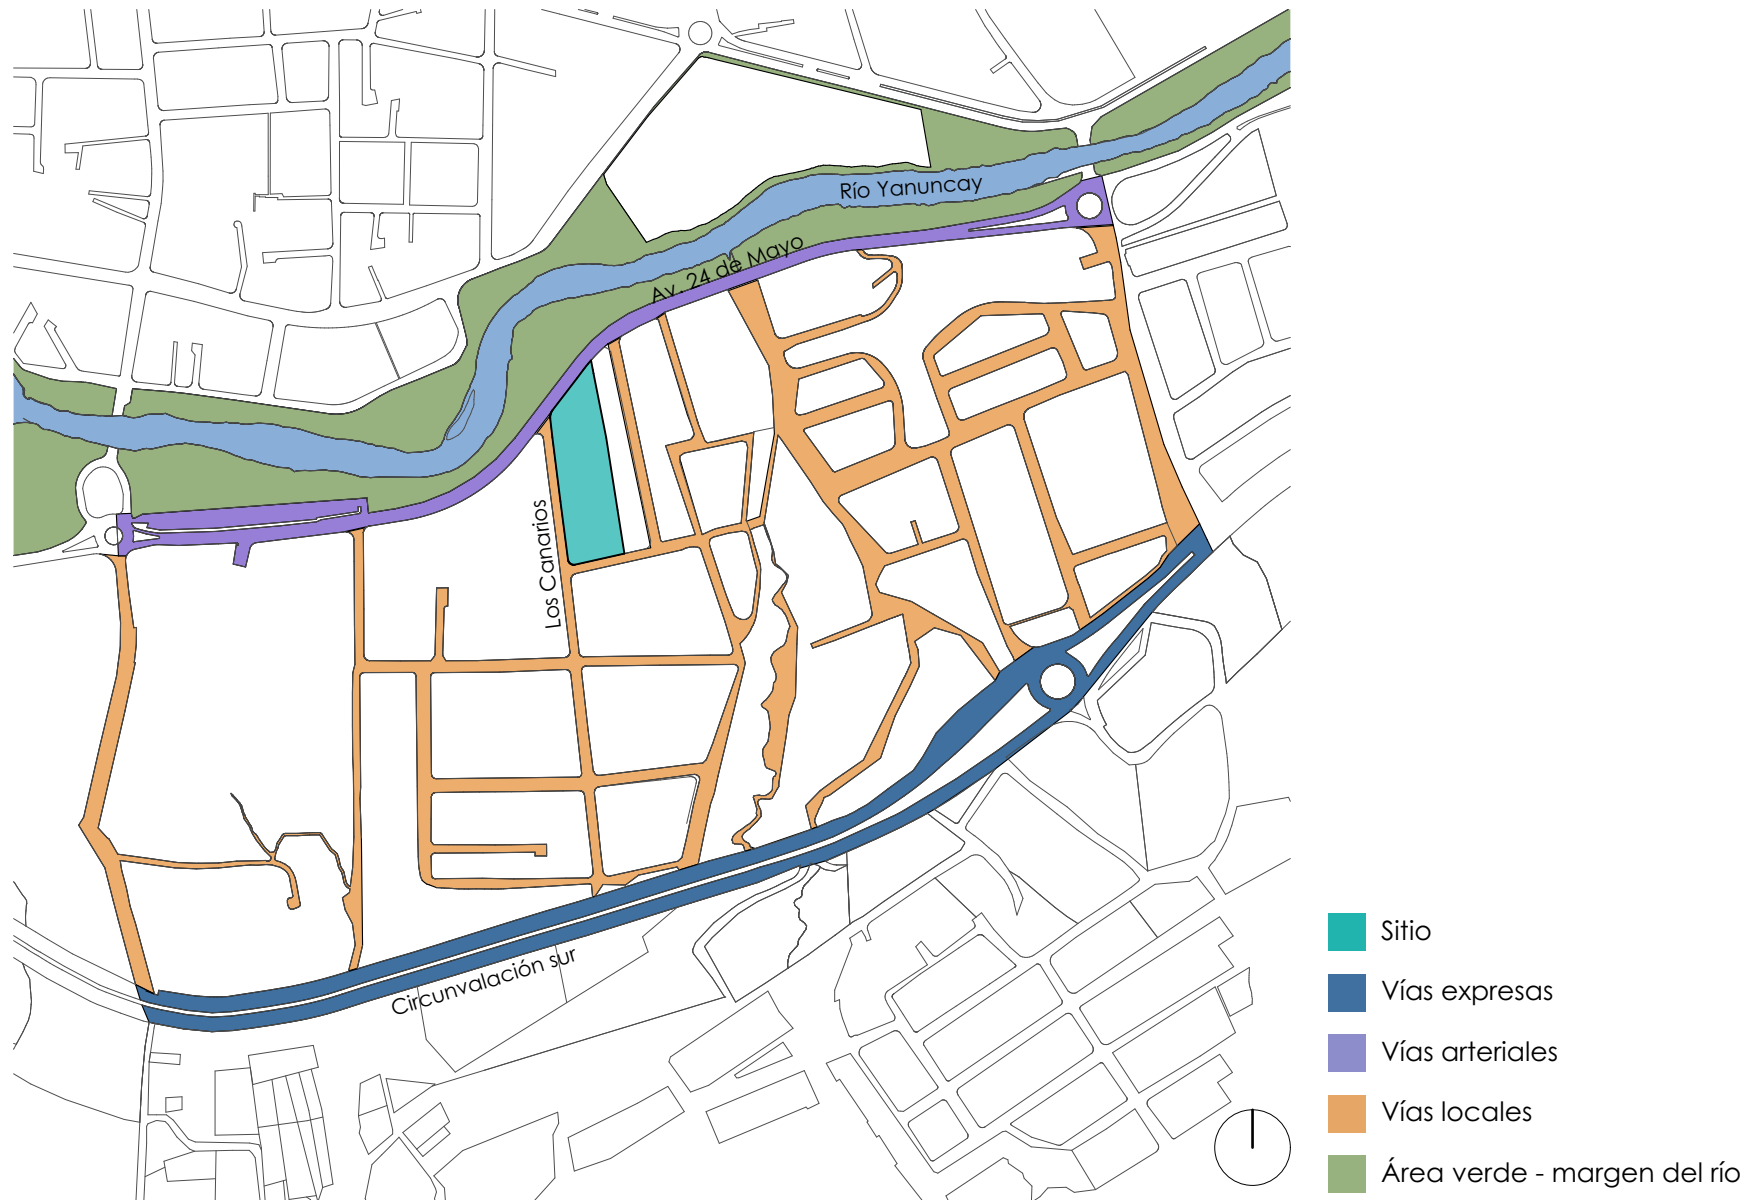 Río Yanuncay
Av. 24 de Mayo
Los Canarios
Circunvalación sur
Sitio
Vías expresas
Vías arteriales
Vías locales
Área verde - margen del río